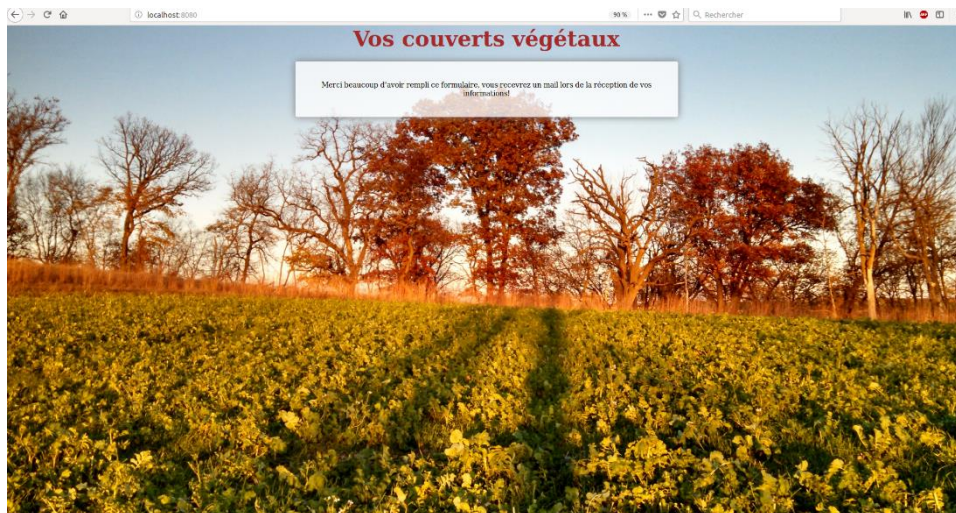 localhost:8080
90 %
Rechercher
Vos couverts végétaux
Merci beaucoup d'avoir rempli ce formulaire, vous recevrez un mail lors de la réception de vos
informations!